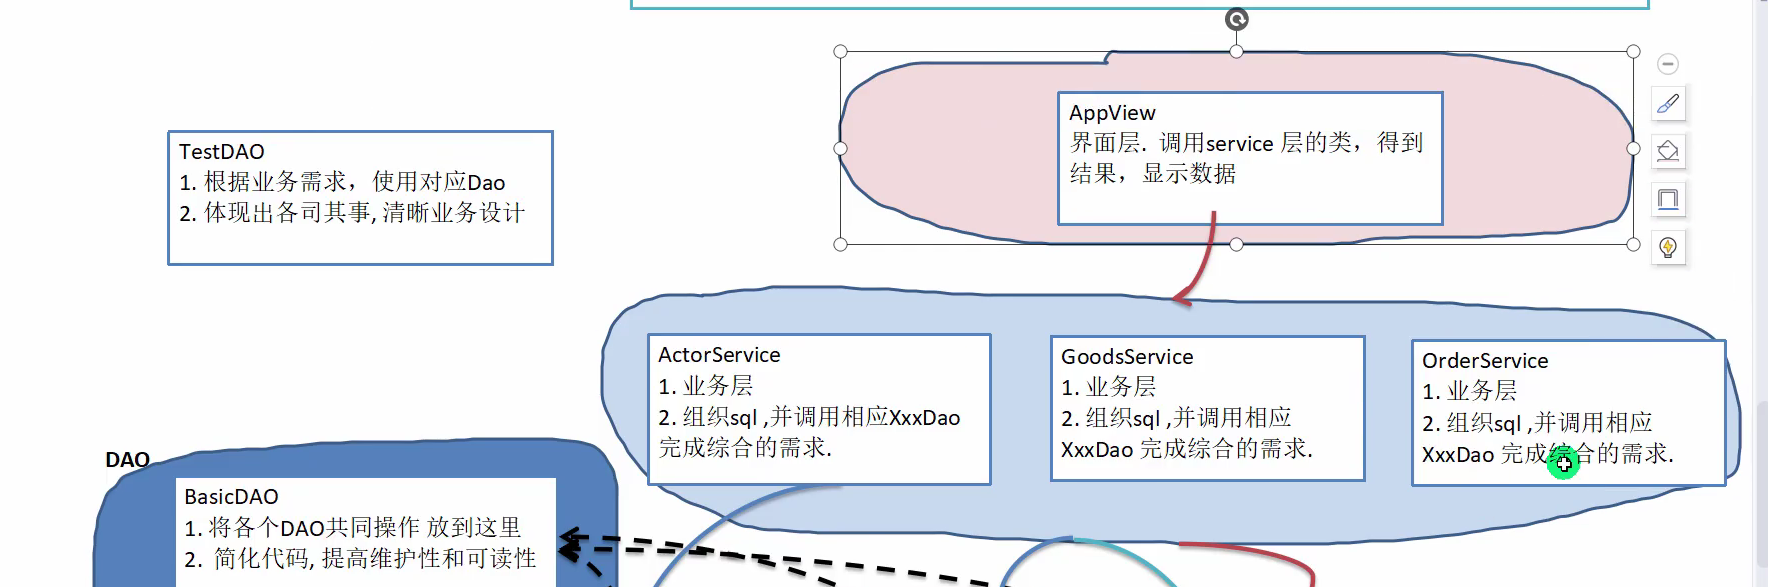 AppView
界面层. 调用service 层的类，得到
结果，显示数据
TestDAO
1. 根据业务需求，使用对应Dao
2. 体现出各司其事, 清晰业务设计
ActorService
1. 业务层
2. 组织sql ,并调用相应XxxDao
完成综合的需求.
GoodsService
1. 业务层
2. 组织sql ,并调用相应
XxxDao 完成综合的需求.
OrderService
1. 业务层
2. 组织sql ,并调用相应
XxxDao 完成综合的需求.
DAO
BasicDAO
1. 将各个DAO共同操作 放到这里
2. 简化代码, 提高维护性和可读性